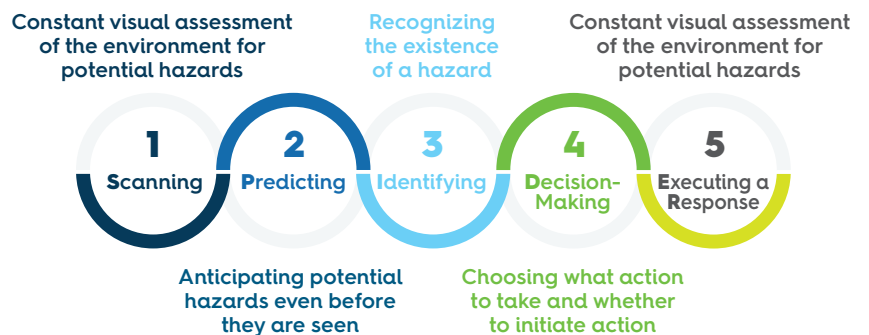 Constant visual assessment
of the environment for
potential hazards
Recognizing
the existence
of a hazard
Constant visual assessment
of the environment for
potential hazards
1
Scanning
2
Predicting
3
Identifying
4
Decision-
Making
5
Executing a
Response
Anticipating potential
hazards even before
they are seen
Choosing what action
to take and whether
to initiate action